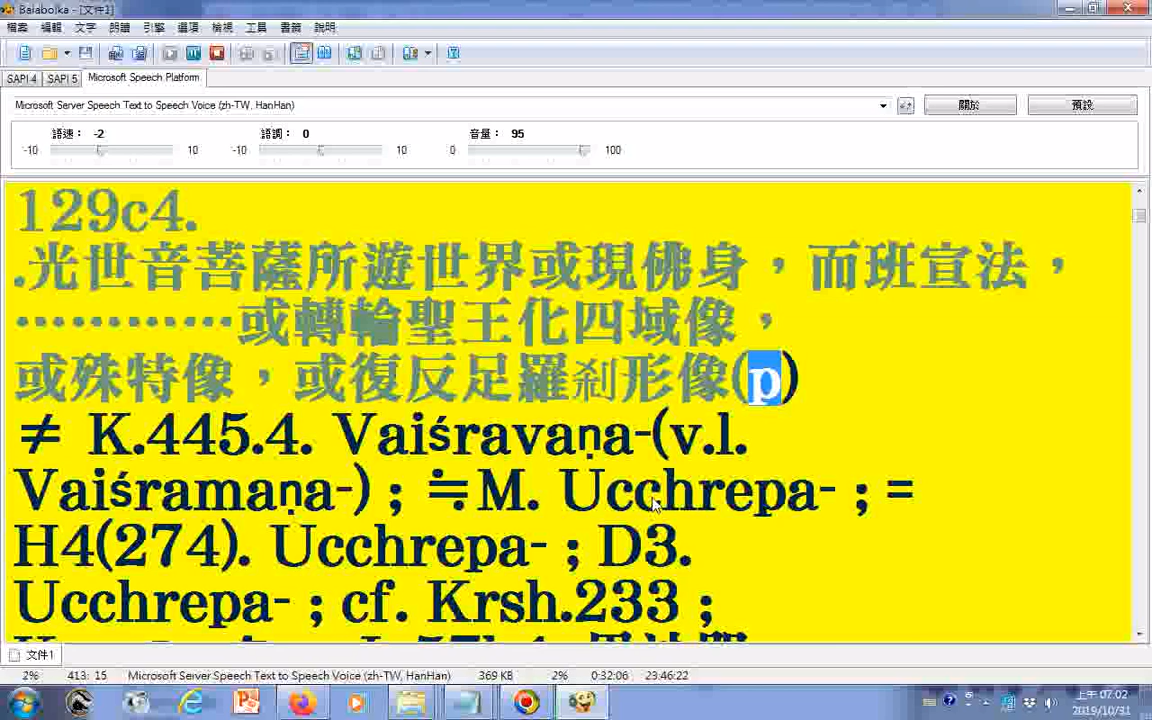 Balabolka - [文件1]
檔案 編輯 文字 朗讀 引擎 選項 檢視 工具 書籤 說明
SAPI 4 SAPI 5 Microsoft Speech Platform
Microsoft Server Speech Text to Speech Voice (zh-TW, HanHan) 關於 預設
語速： -2 語調： 0 音量： 95
-10 10 -10 10 0 100
129c4.
.光世音菩薩所遊世界或現佛身，而班宣法，
…………或轉輪聖王化四域像，
或殊特像，或復反足羅剎形像(p)
≠ K.445.4. Vaiśravaṇa-(v.l.
Vaiśramaṇa-) ; ≒M. Ucchrepa- ; =
H4(274). Ucchrepa- ; D3.
Ucchrepa- ; cf. Krsh.233 ;
文件1
2% 413: 15 Microsoft Server Speech Text to Speech Voice (zh-TW, HanHan) 369 KB 2% 0:32:06 23:46:22
上午 07:02
2019/10/31